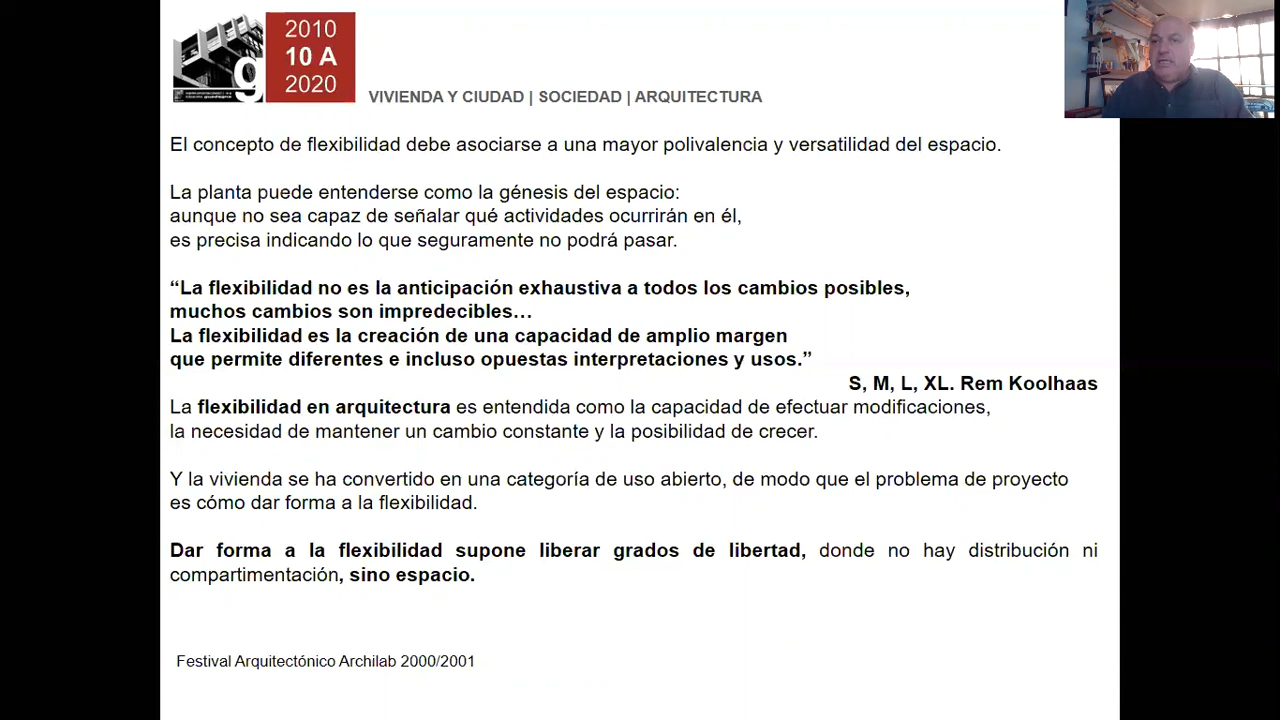 2010
10 A
2020
g
VIVIENDA Y CIUDAD | SOCIEDAD | ARQUITECTURA
El concepto de flexibilidad debe asociarse a una mayor polivalencia y versatilidad del espacio.
La planta puede entenderse como la génesis del espacio:
aunque no sea capaz de señalar qué actividades ocurrirán en él,
es precisa indicando lo que seguramente no podrá pasar.
“La flexibilidad no es la anticipación exhaustiva a todos los cambios posibles,
muchos cambios son impredecibles…
La flexibilidad es la creación de una capacidad de amplio margen
que permite diferentes e incluso opuestas interpretaciones y usos.”
S, M, L, XL. Rem Koolhaas
La flexibilidad en arquitectura es entendida como la capacidad de efectuar modificaciones,
la necesidad de mantener un cambio constante y la posibilidad de crecer.
Y la vivienda se ha convertido en una categoría de uso abierto, de modo que el problema de proyecto
es cómo dar forma a la flexibilidad.
Dar forma a la flexibilidad supone liberar grados de libertad, donde no hay distribución ni
compartimentación, sino espacio.
Festival Arquitectónico Archilab 2000/2001